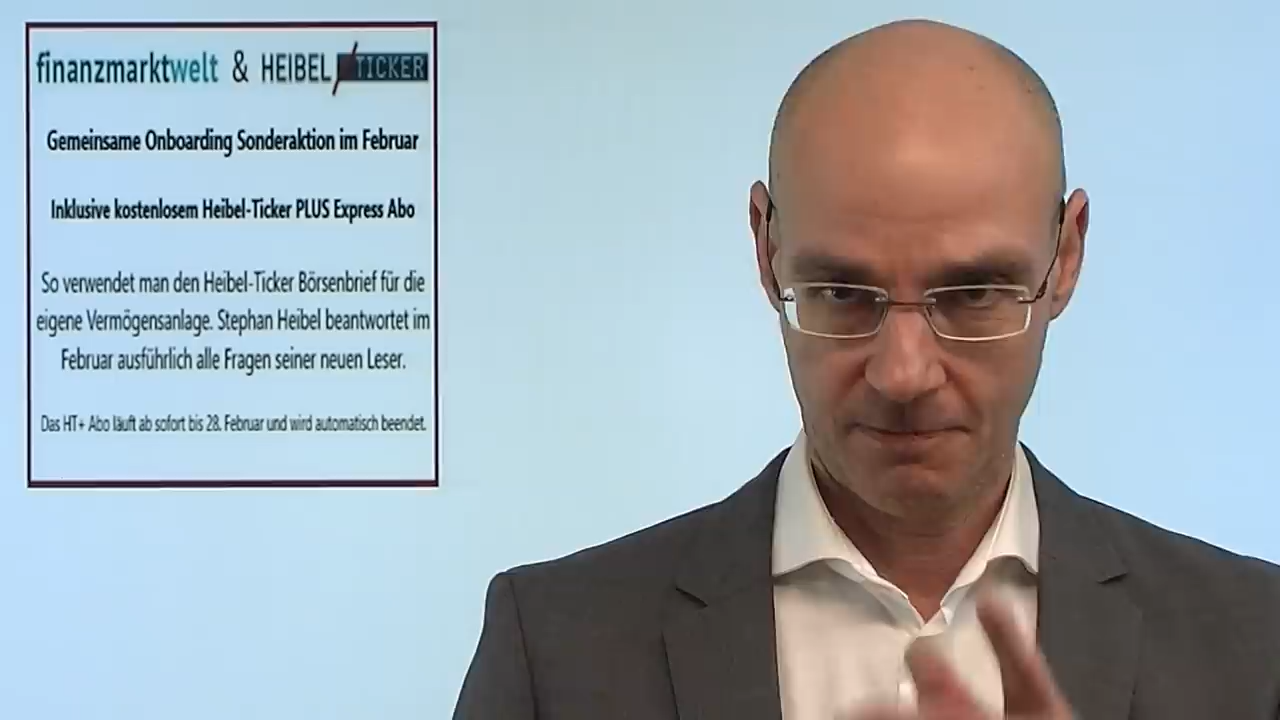 finanzmarktwelt & HEIBEL TICKER
Gemeinsame Onboarding Sonderaktion im Februar
Inklusive kostenlosem Heibel-Ticker PLUS Express Abo
So verwendet man den Heibel-Ticker Börsenbrief für die
eigene Vermögensanlage. Stephan Heibel beantwortet im
Februar ausführlich alle Fragen seiner neuen Leser.
Das HT+ Abo läuft ab sofort bis 28. Februar und wird automatisch beendet.